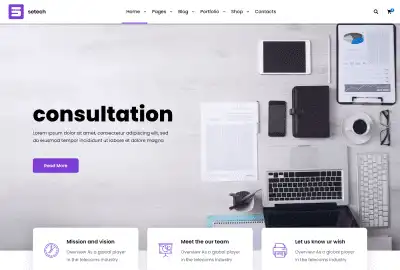 setech
Home Pages Blog Portfolio Shop Contacts
consultation
Lorem ipsum dolor sit amet, consectetur adipiscing elit, sed
do eiusmod tempor incididunt ut labore et dolore magna
Read More
Mission and vision
Overview As a global player
in the telecoms industry
Meet the our team
Overview As a global player
in the telecoms industry
Let us know ur wish
Overview As a global player
in the telecoms industry